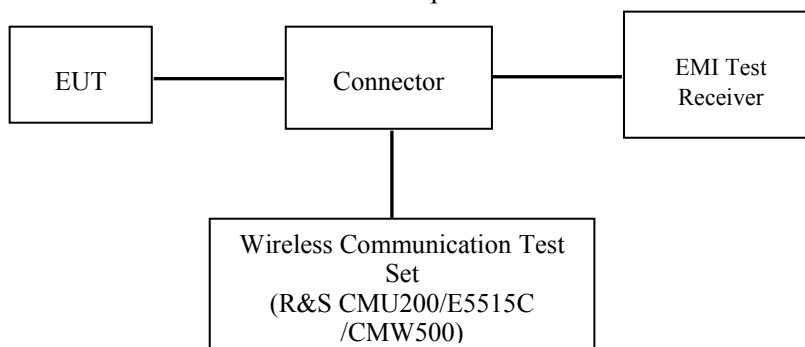 EUT
Connector
EMI Test
Receiver
Wireless Communication Test
Set
(R&S CMU200/E5515C
/CMW500)